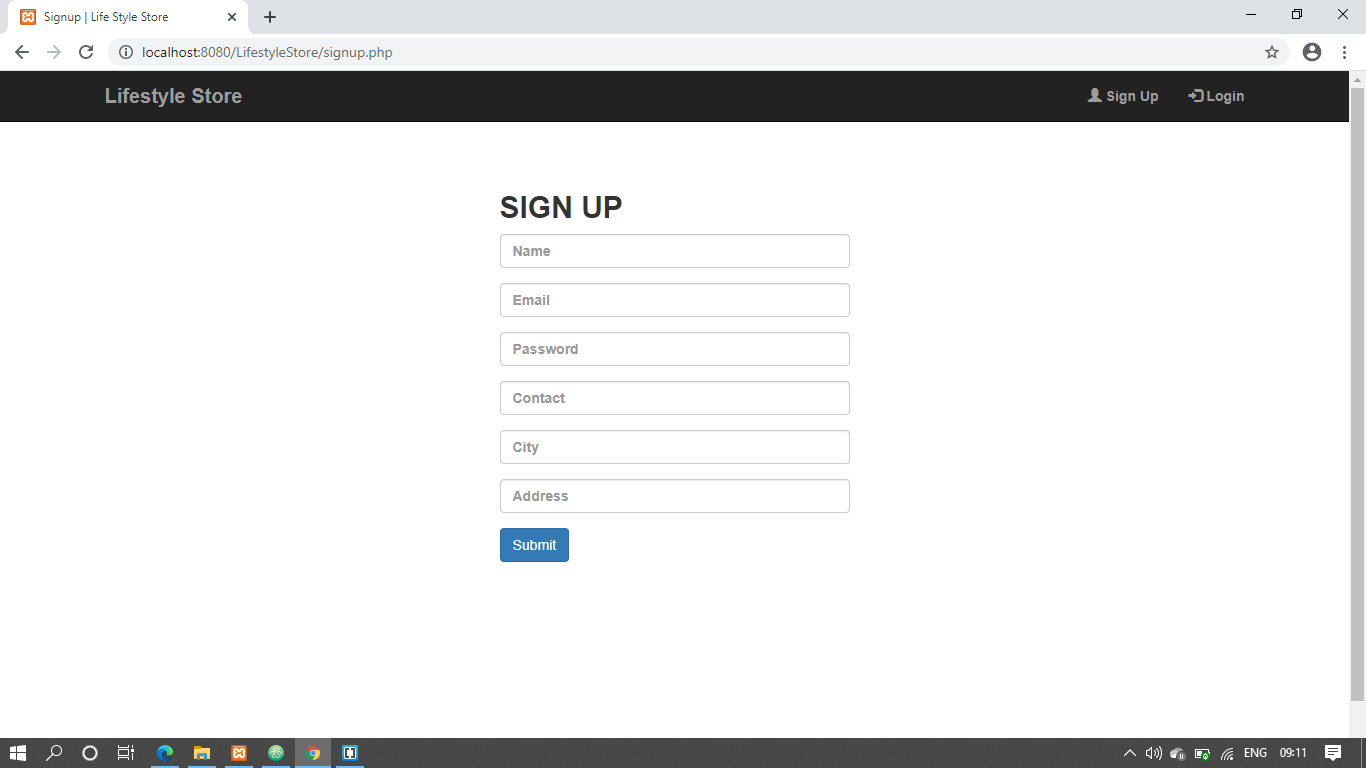 Signup | Life Style Store
localhost:8080/LifestyleStore/signup.php
Lifestyle Store
Sign Up
Login
SIGN UP
Name
Email
Password
Contact
City
Address
Submit
ENG
09:11